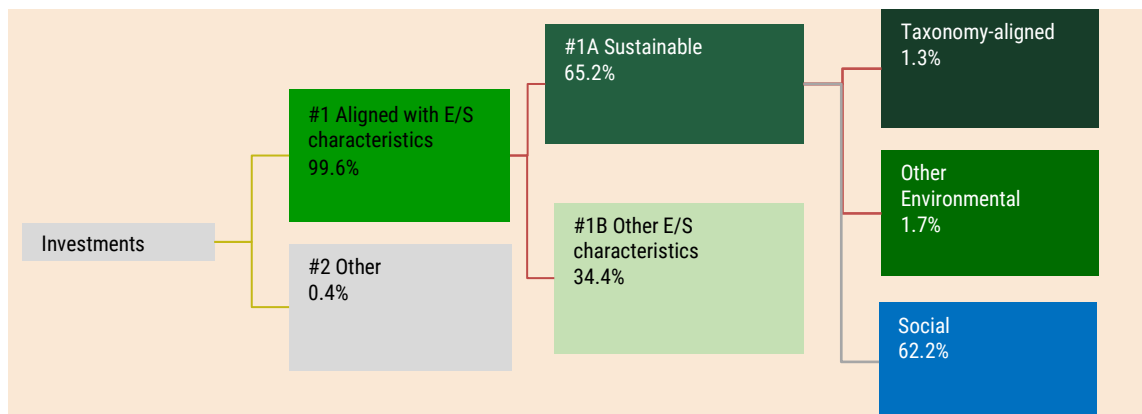 Investments
#1 Aligned with E/S
characteristics
99.6%
#2 Other
0.4%
#1A Sustainable
65.2%
#1B Other E/S
characteristics
34.4%
Taxonomy-aligned
1.3%
Other
Environmental
1.7%
Social
62.2%